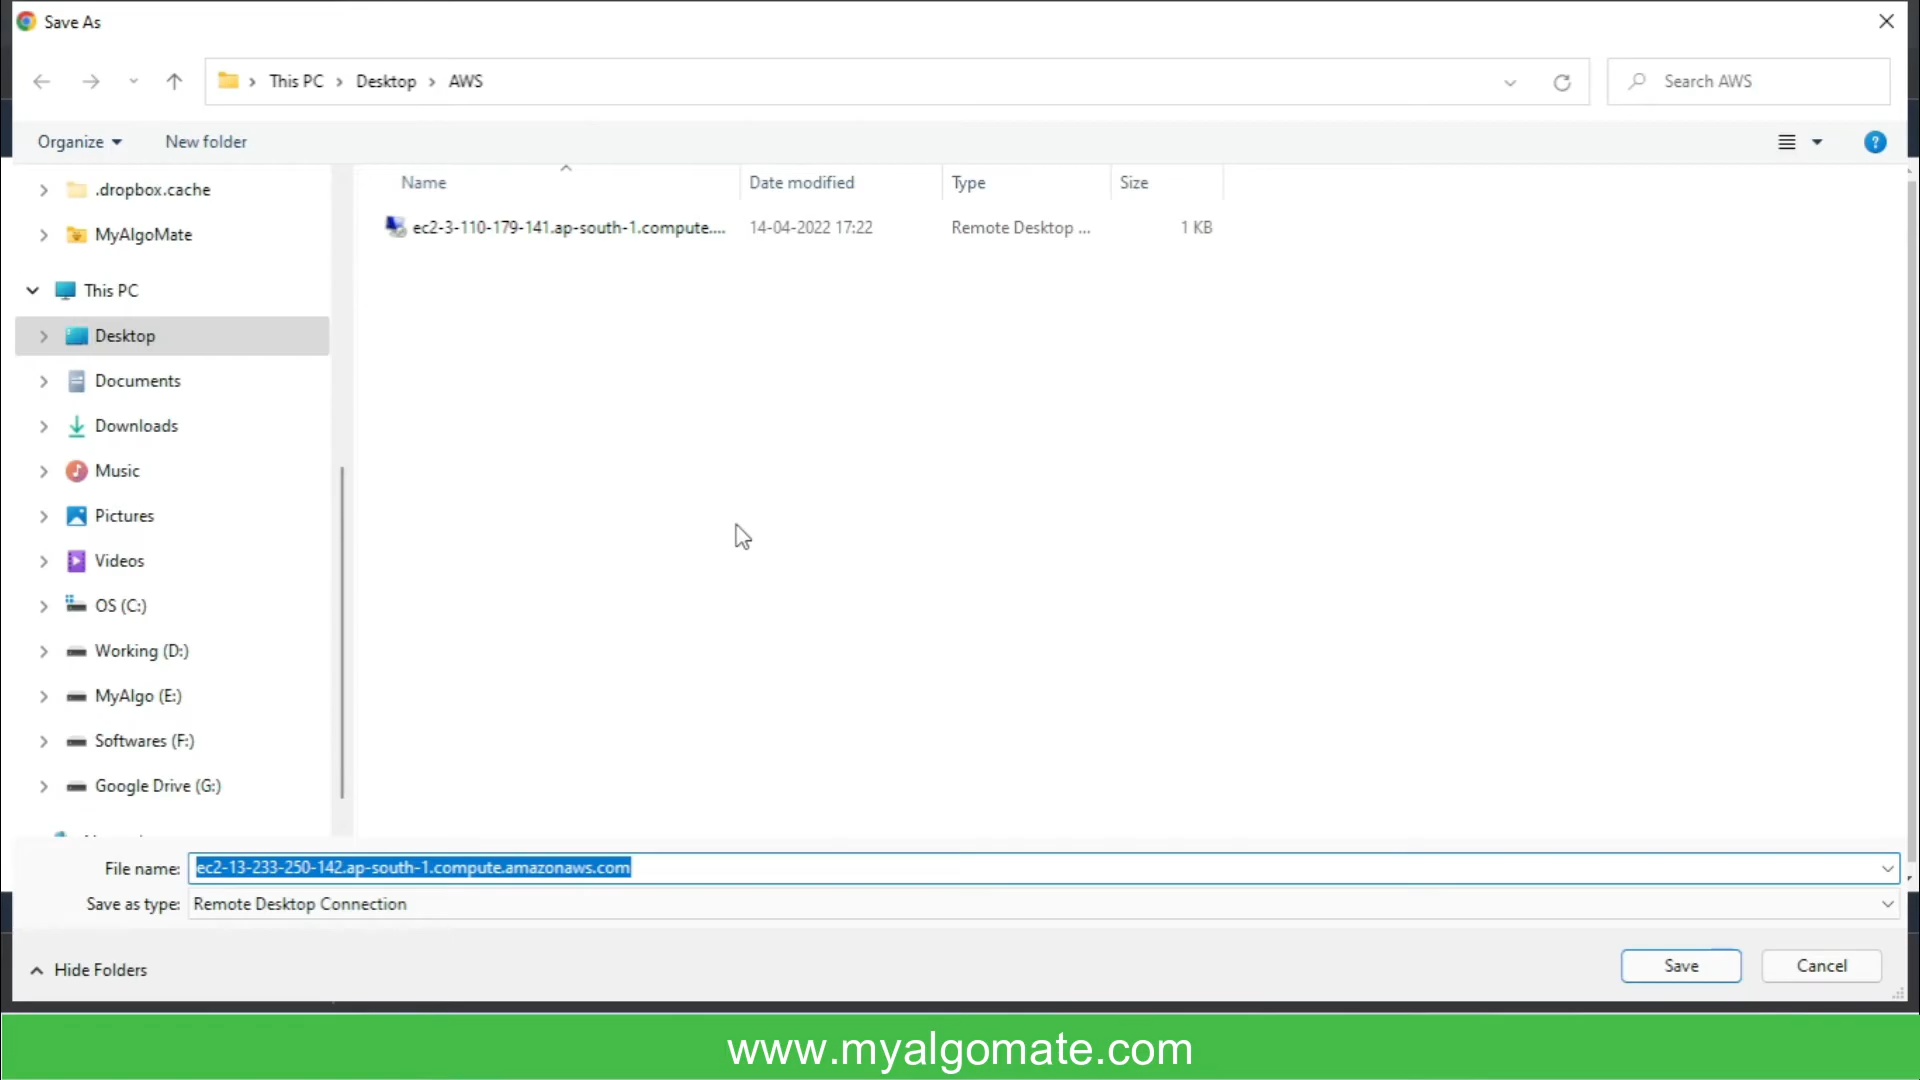 Save As
This PC > Desktop > AWS
Search AWS
Organize
New folder
Name
Date modified
Type
Size
.dropbox.cache
ec2-3-110-179-141.ap-south-1.compute....
14-04-2022 17:22
Remote Desktop ...
1 KB
MyAlgoMate
This PC
Desktop
Documents
Downloads
Music
Pictures
Videos
OS (C:)
Working (D:)
MyAlgo (E:)
Softwares (F:)
Google Drive (G:)
File name: ec2-13-233-250-142.ap-south-1.compute.amazonaws.com
Save as type: Remote Desktop Connection
Hide Folders
Save
Cancel
www.myalgomate.com